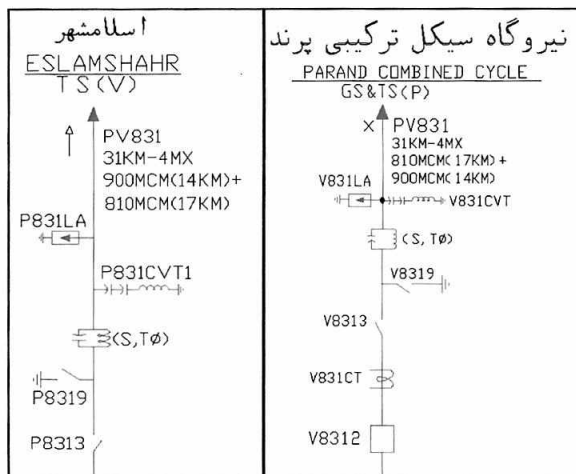 اسلامشهر
ESLAMSHAHR
TS(V)
PV831
31KM-4MX
900MCM(14KM)+
810MCM(17KM)
P831LA
P831CVT1
(S,TØ)
P8319
P8313
نیروگاه سیکل ترکیبی پرند
PARAND COMBINED CYCLE
GS&TS(P)
X
PV831
31KM-4MX
810MCM(17KM)+
900MCM(14KM)
V831LA
V831CVT
(S,TØ)
V8319
V8313
V831CT
V8312